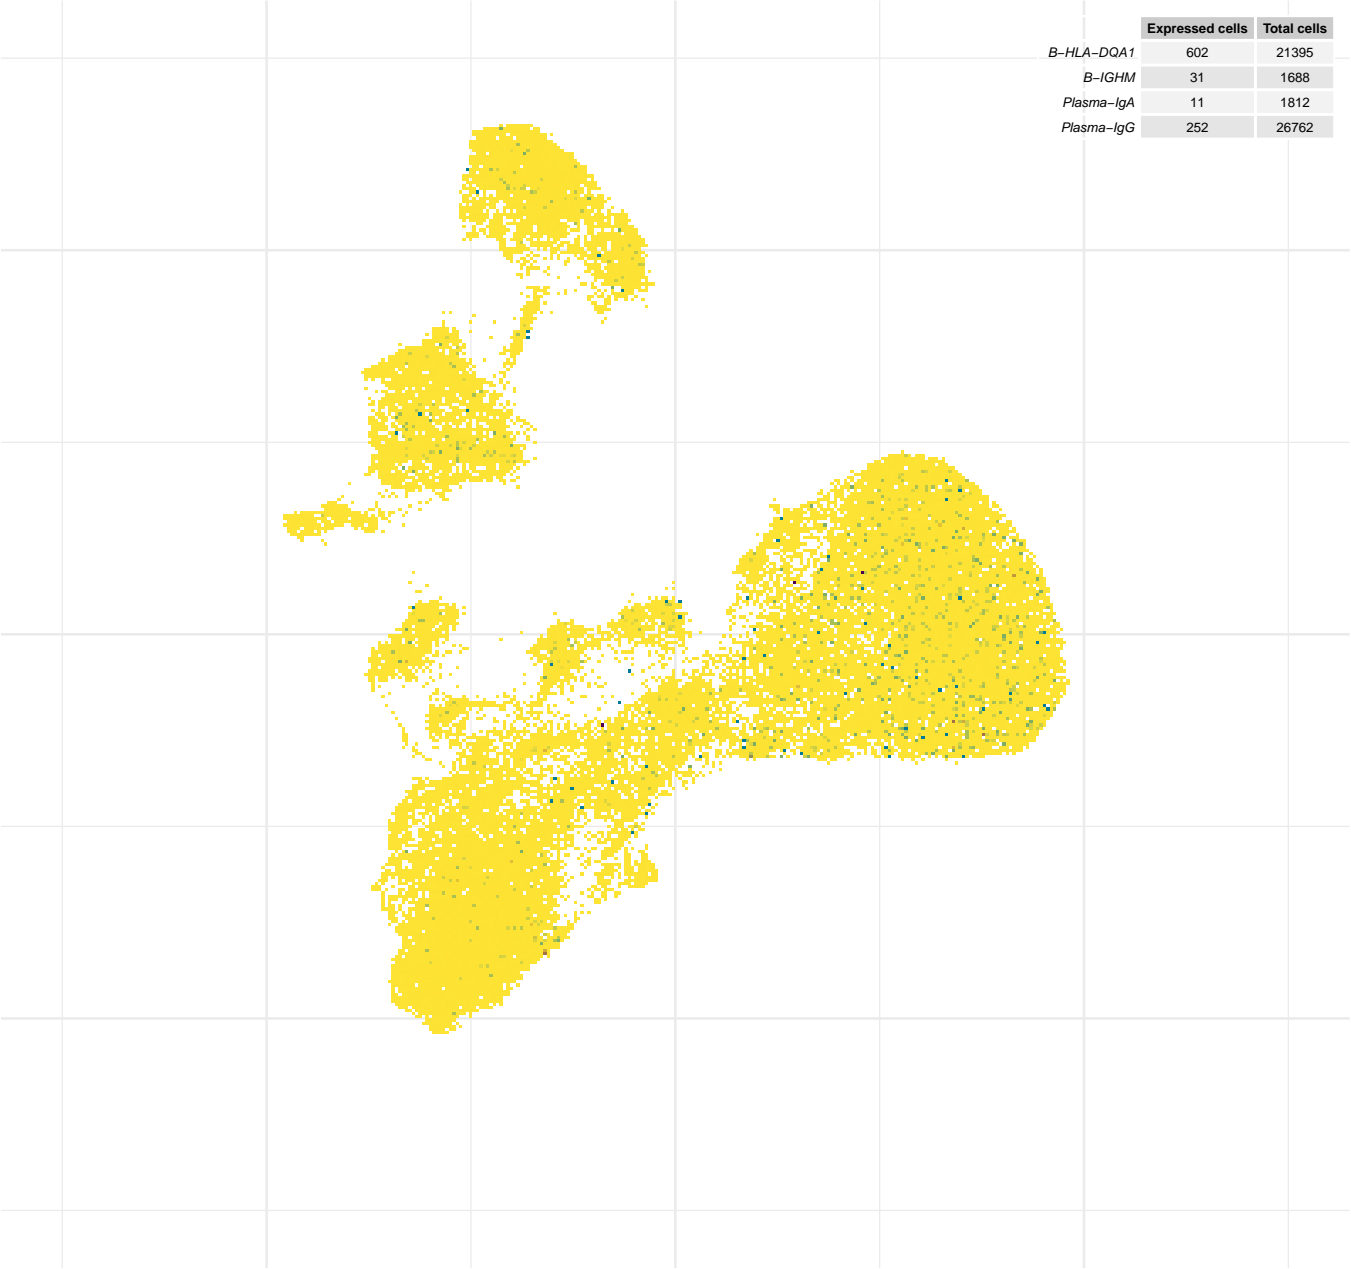 Expressed cells Total cells
B−HLA−DQA1 602 21395
B−IGHM 31 1688
Plasma−IgA 11 1812
Plasma−IgG 252 26762